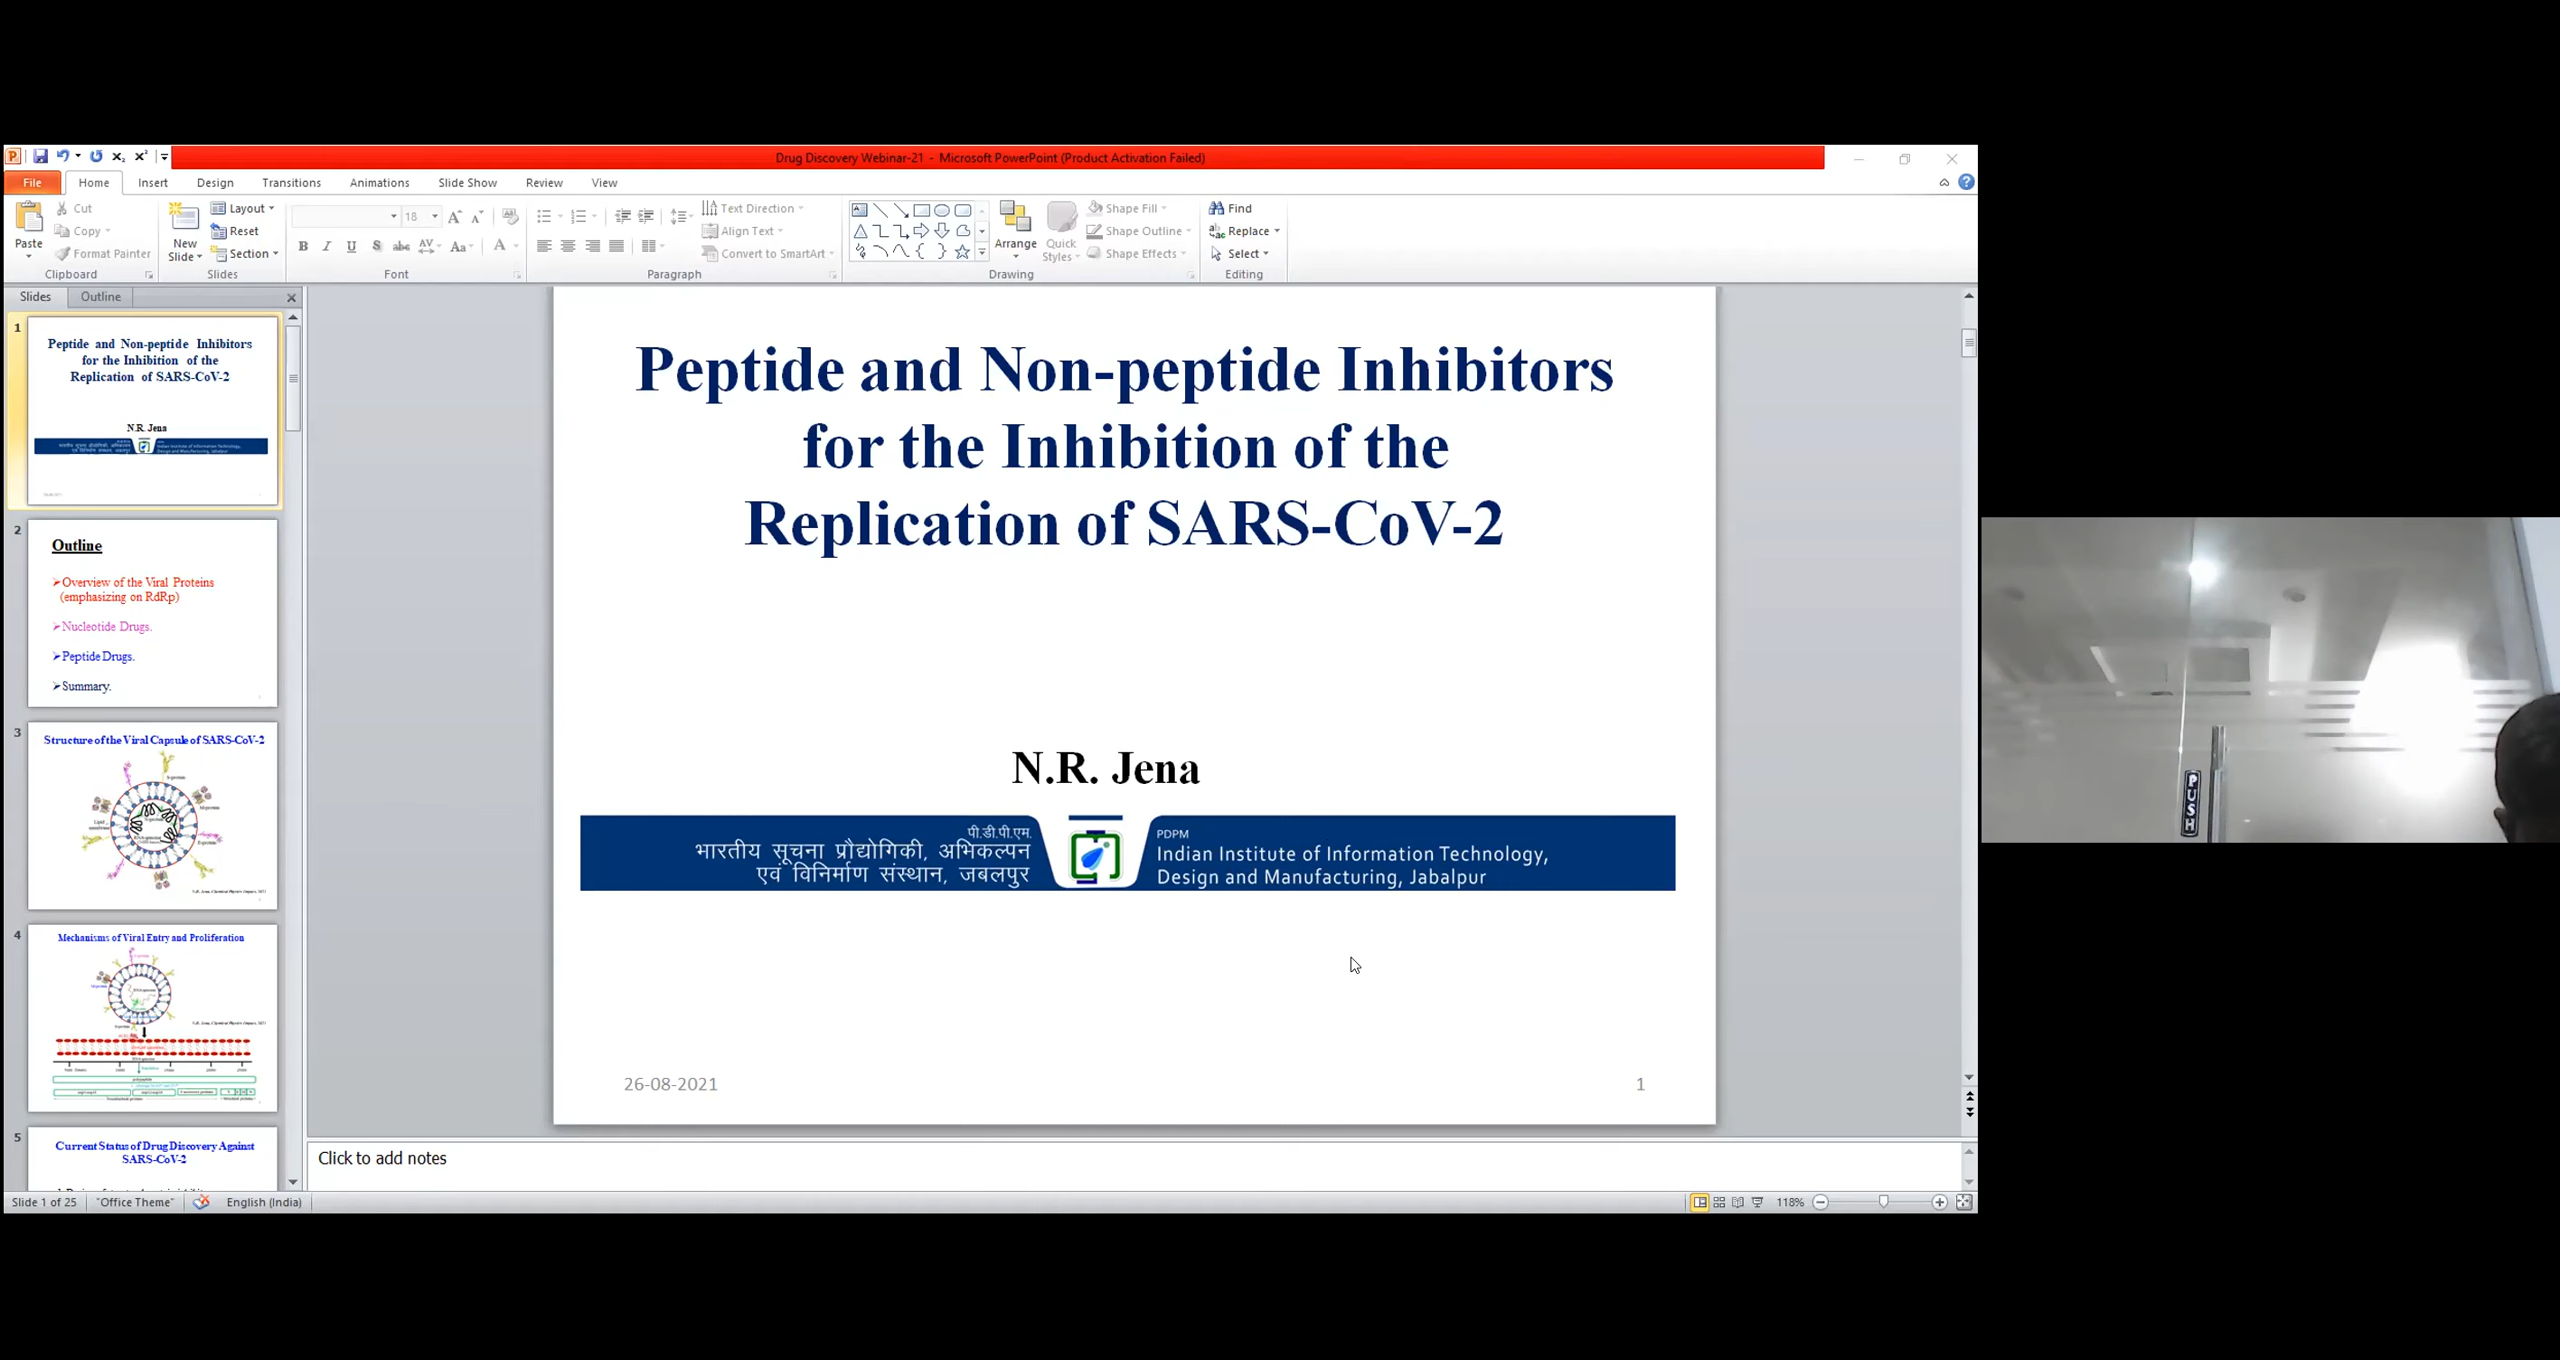 Drug Discovery Webinar-21 - Microsoft PowerPoint (Product Activation Failed)
File Home Insert Design Transitions Animations Slide Show Review View
Paste
Cut
Copy
Format Painter
Clipboard
New
Slide
Layout
Reset
Section
Slides
18
Font
Text Direction
Align Text
Convert to SmartArt
Paragraph
Arrange
Quick
Styles
Shape Fill
Shape Outline
Shape Effects
Drawing
Find
Replace
Select
Editing
Slides Outline
1
Peptide and Non-peptide Inhibitors
for the Inhibition of the
Replication of SARS-CoV-2
N.R. Jena
2
Outline
Overview of the Viral Proteins
(emphasizing on RdRp)
Nucleotide Drugs.
Peptide Drugs.
Summary.
3
Structure of the Viral Capsule of SARS-CoV-2
4
Mechanisms of Viral Entry and Proliferation
5
Current Status of Drug Discovery Against
SARS-CoV-2
Peptide and Non-peptide Inhibitors
for the Inhibition of the
Replication of SARS-CoV-2
N.R. Jena
पी.डी.पी.एम.
भारतीय सूचना प्रौद्योगिकी, अभिकल्पन
एवं विनिर्माण संस्थान, जबलपुर
PDPM
Indian Institute of Information Technology,
Design and Manufacturing, Jabalpur
26-08-2021
1
Click to add notes
Slide 1 of 25 "Office Theme" English (India) 118%
PUSH